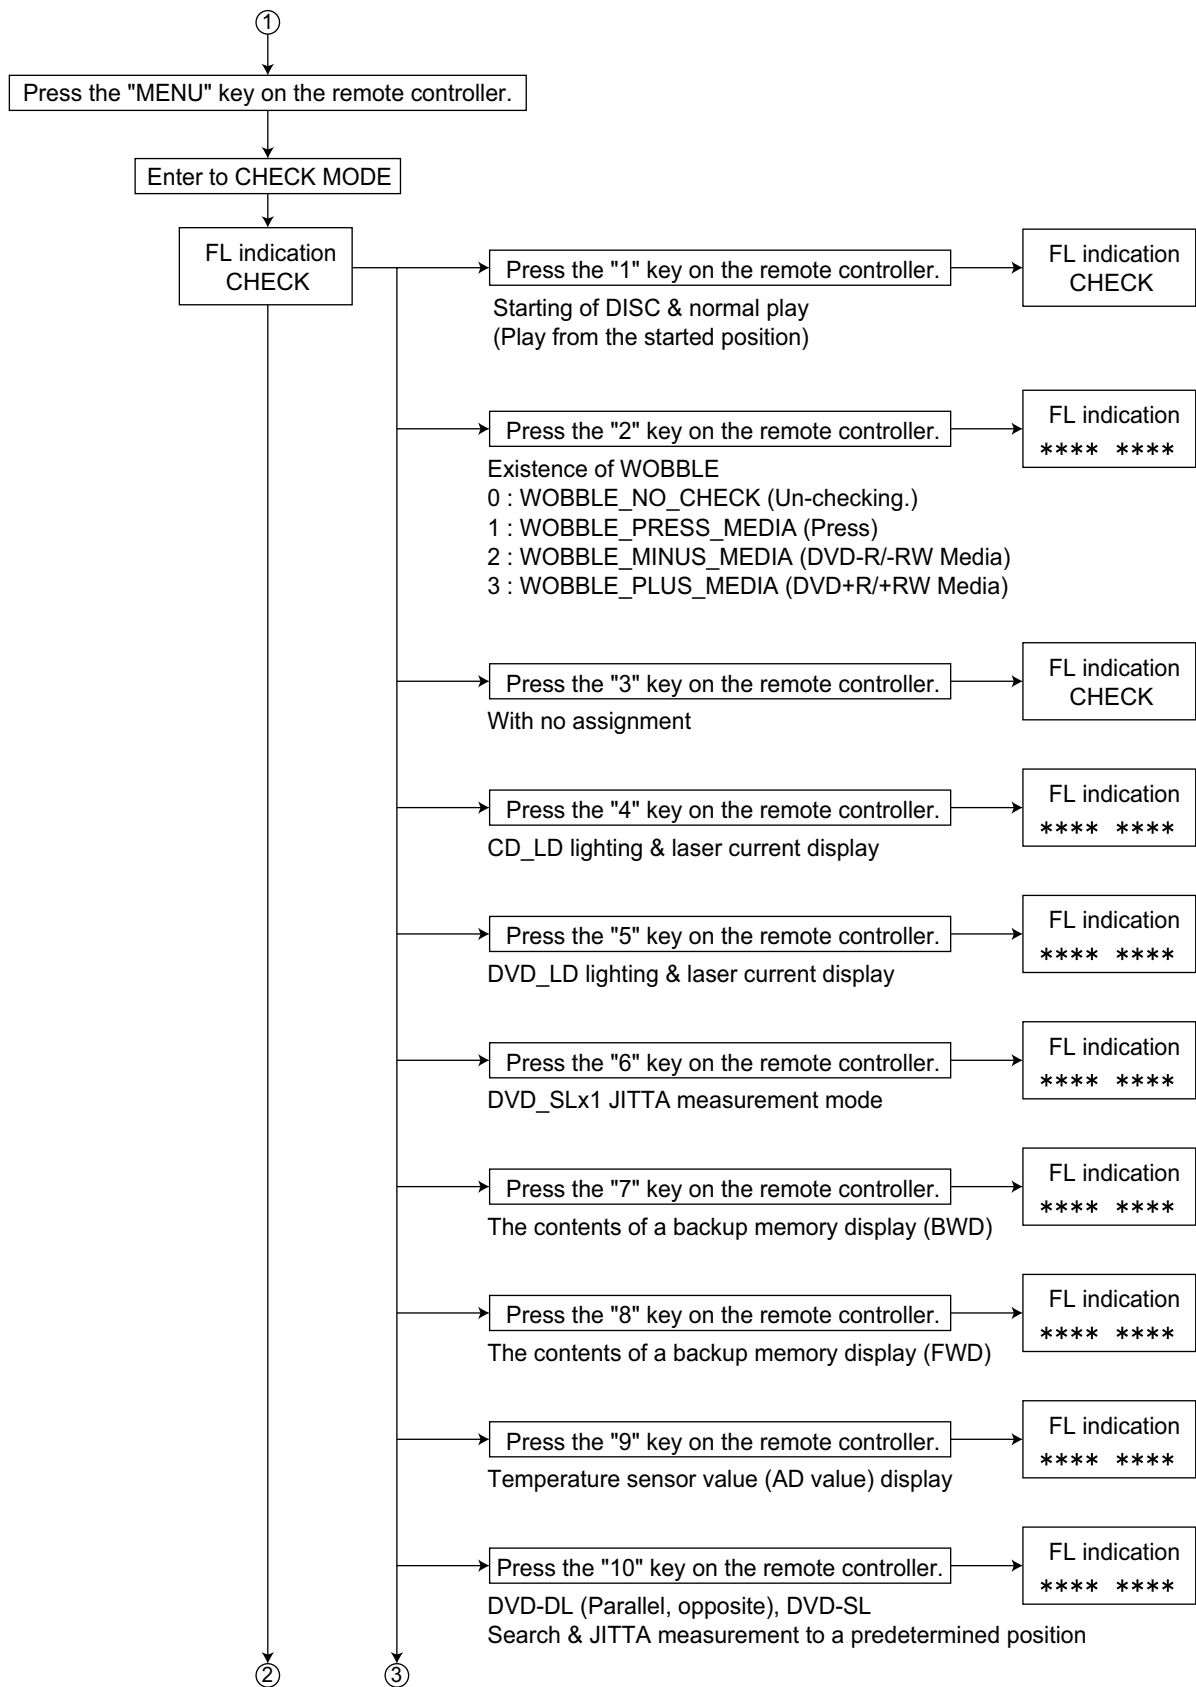 1
Press the "MENU" key on the remote controller.
Enter to CHECK MODE
FL indication
CHECK
Press the "1" key on the remote controller.
Starting of DISC & normal play
(Play from the started position)
FL indication
CHECK
Press the "2" key on the remote controller.
Existence of WOBBLE
0 : WOBBLE_NO_CHECK (Un-checking.)
1 : WOBBLE_PRESS_MEDIA (Press)
2 : WOBBLE_MINUS_MEDIA (DVD-R/-RW Media)
3 : WOBBLE_PLUS_MEDIA (DVD+R/+RW Media)
FL indication
**** ****
Press the "3" key on the remote controller.
With no assignment
FL indication
CHECK
Press the "4" key on the remote controller.
CD_LD lighting & laser current display
FL indication
**** ****
Press the "5" key on the remote controller.
DVD_LD lighting & laser current display
FL indication
**** ****
Press the "6" key on the remote controller.
DVD_SLx1 JITTA measurement mode
FL indication
**** ****
Press the "7" key on the remote controller.
The contents of a backup memory display (BWD)
FL indication
**** ****
Press the "8" key on the remote controller.
The contents of a backup memory display (FWD)
FL indication
**** ****
Press the "9" key on the remote controller.
Temperature sensor value (AD value) display
FL indication
**** ****
Press the "10" key on the remote controller.
DVD-DL (Parallel, opposite), DVD-SL
Search & JITTA measurement to a predetermined position
FL indication
**** ****
2
3